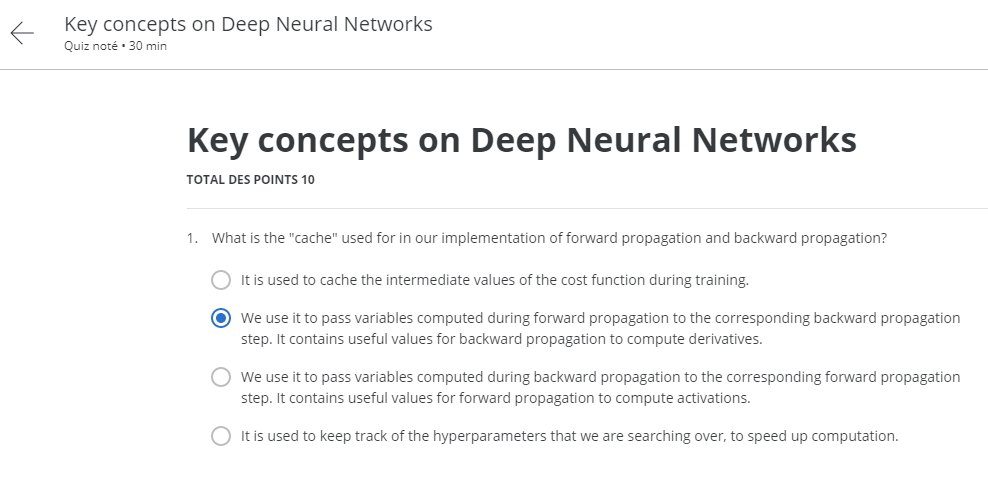 Key concepts on Deep Neural Networks
Quiz noté • 30 min
Key concepts on Deep Neural Networks
TOTAL DES POINTS 10
1. What is the "cache" used for in our implementation of forward propagation and backward propagation?
It is used to cache the intermediate values of the cost function during training.
We use it to pass variables computed during forward propagation to the corresponding backward propagation
step. It contains useful values for backward propagation to compute derivatives.
We use it to pass variables computed during backward propagation to the corresponding forward propagation
step. It contains useful values for forward propagation to compute activations.
It is used to keep track of the hyperparameters that we are searching over, to speed up computation.